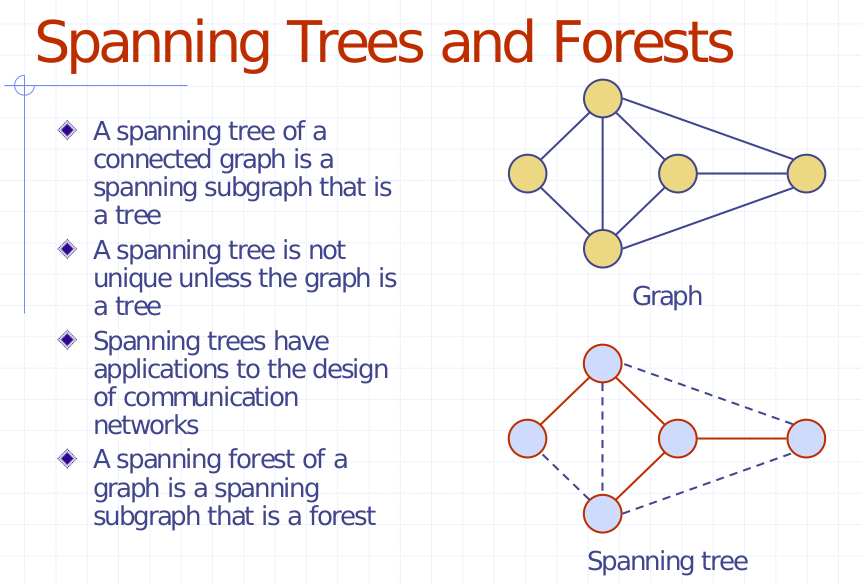 Spanning Trees and Forests
A spanning tree of a
connected graph is a
spanning subgraph that is
a tree
A spanning tree is not
unique unless the graph is
a tree
Spanning trees have
applications to the design
of communication
networks
A spanning forest of a
graph is a spanning
subgraph that is a forest
Graph
Spanning tree